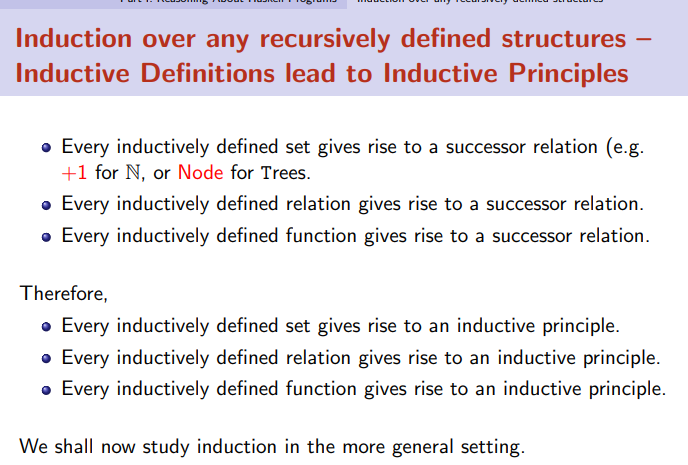 Part I: Reasoning About Haskell Programs Induction over any recursively defined structures
Induction over any recursively defined structures –
Inductive Definitions lead to Inductive Principles
Every inductively defined set gives rise to a successor relation (e.g.
+1 for ℕ, or Node for Trees.
Every inductively defined relation gives rise to a successor relation.
Every inductively defined function gives rise to a successor relation.
Therefore,
Every inductively defined set gives rise to an inductive principle.
Every inductively defined relation gives rise to an inductive principle.
Every inductively defined function gives rise to an inductive principle.
We shall now study induction in the more general setting.